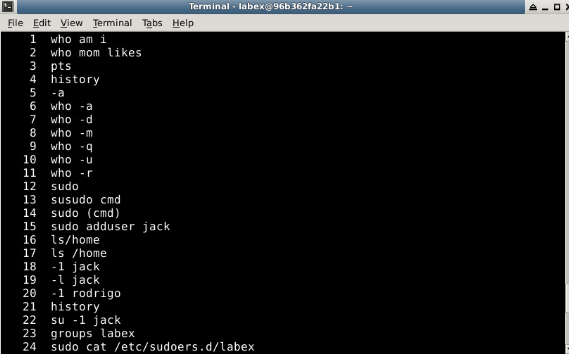 Terminal - labex@96b362fa22b1: ~
File Edit View Terminal Tabs Help
1 who am i
2 who mom likes
3 pts
4 history
5 -a
6 who -a
7 who -d
8 who -m
9 who -q
10 who -u
11 who -r
12 sudo
13 susudo cmd
14 sudo (cmd)
15 sudo adduser jack
16 ls/home
17 ls /home
18 -1 jack
19 -l jack
20 -1 rodrigo
21 history
22 su -1 jack
23 groups labex
24 sudo cat /etc/sudoers.d/labex